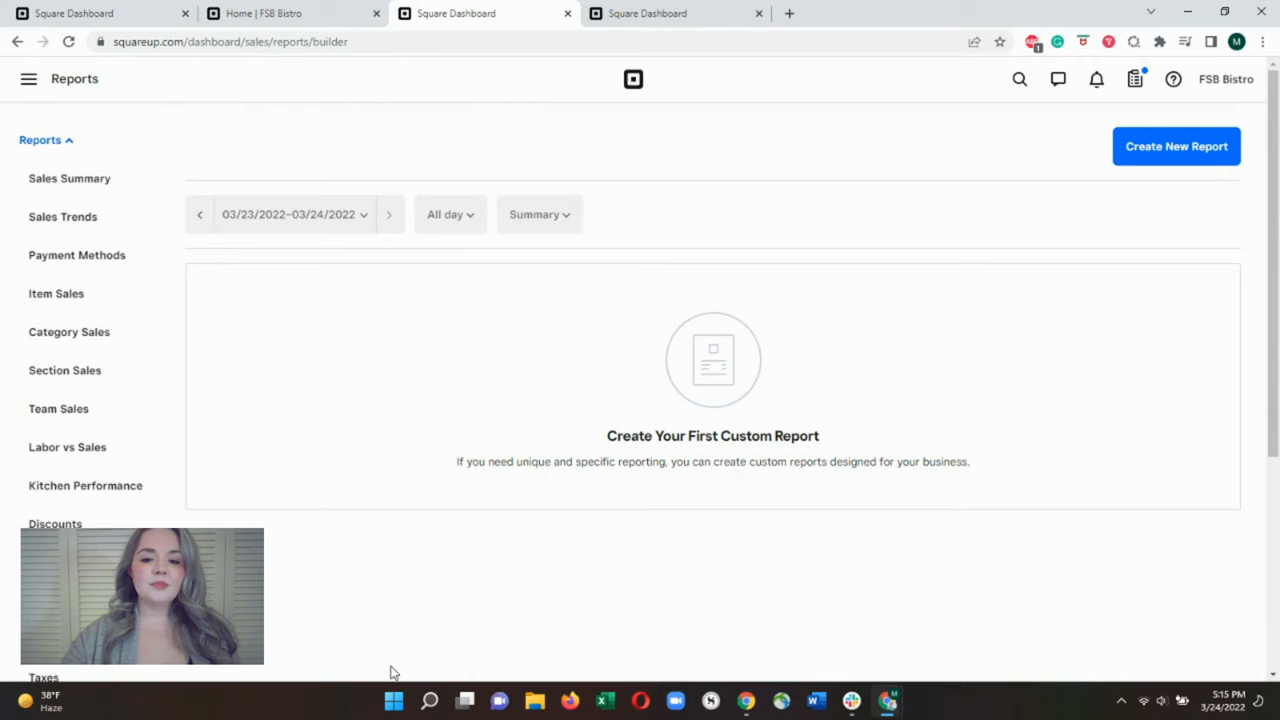 Square Dashboard
Home | FSB Bistro
Square Dashboard
Square Dashboard
squareup.com/dashboard/sales/reports/builder
1
M
Reports
FSB Bistro
Reports
Create New Report
Sales Summary
Sales Trends
Payment Methods
Item Sales
Category Sales
Section Sales
Team Sales
Labor vs Sales
Kitchen Performance
Discounts
Taxes
03/23/2022–03/24/2022
All day
Summary
Create Your First Custom Report
If you need unique and specific reporting, you can create custom reports designed for your business.
38°F
Haze
5:15 PM
3/24/2022